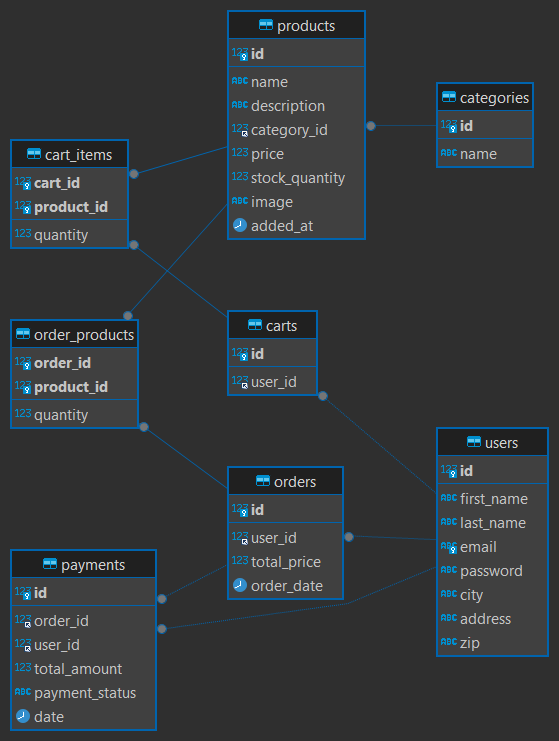 products
123 id
ABC name
ABC description
123 category_id
123 price
123 stock_quantity
ABC image
added_at
categories
123 id
ABC name
cart_items
123 cart_id
123 product_id
123 quantity
order_products
123 order_id
123 product_id
123 quantity
carts
123 id
123 user_id
users
123 id
ABC first_name
ABC last_name
ABC email
ABC password
ABC city
ABC address
ABC zip
orders
123 id
123 user_id
123 total_price
order_date
payments
123 id
123 order_id
123 user_id
123 total_amount
ABC payment_status
date